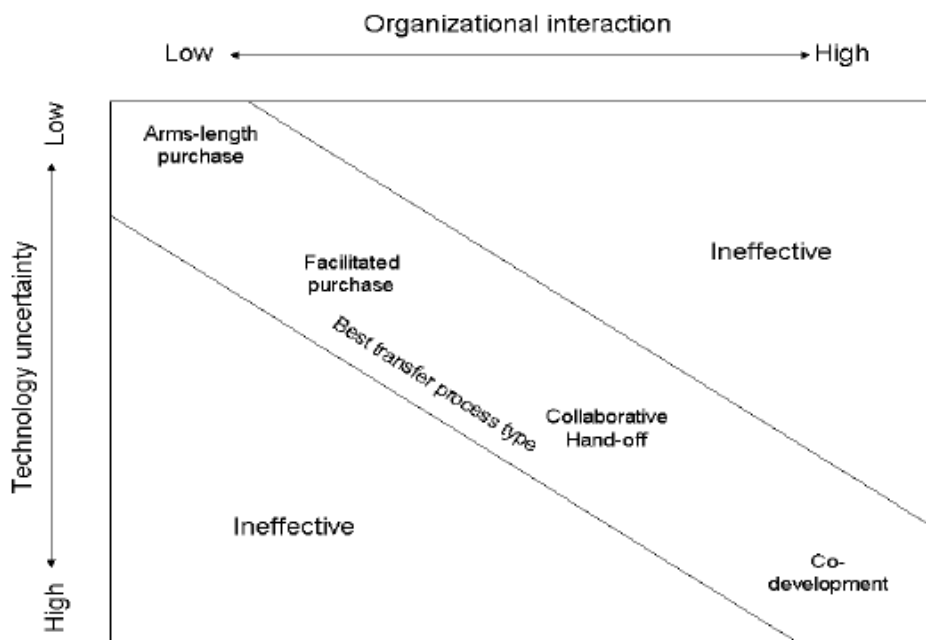 Organizational interaction
Low
High
Low
Technology uncertainty
High
Arms-length
purchase
Facilitated
purchase
Best transfer process type
Collaborative
Hand-off
Co-
development
Ineffective
Ineffective